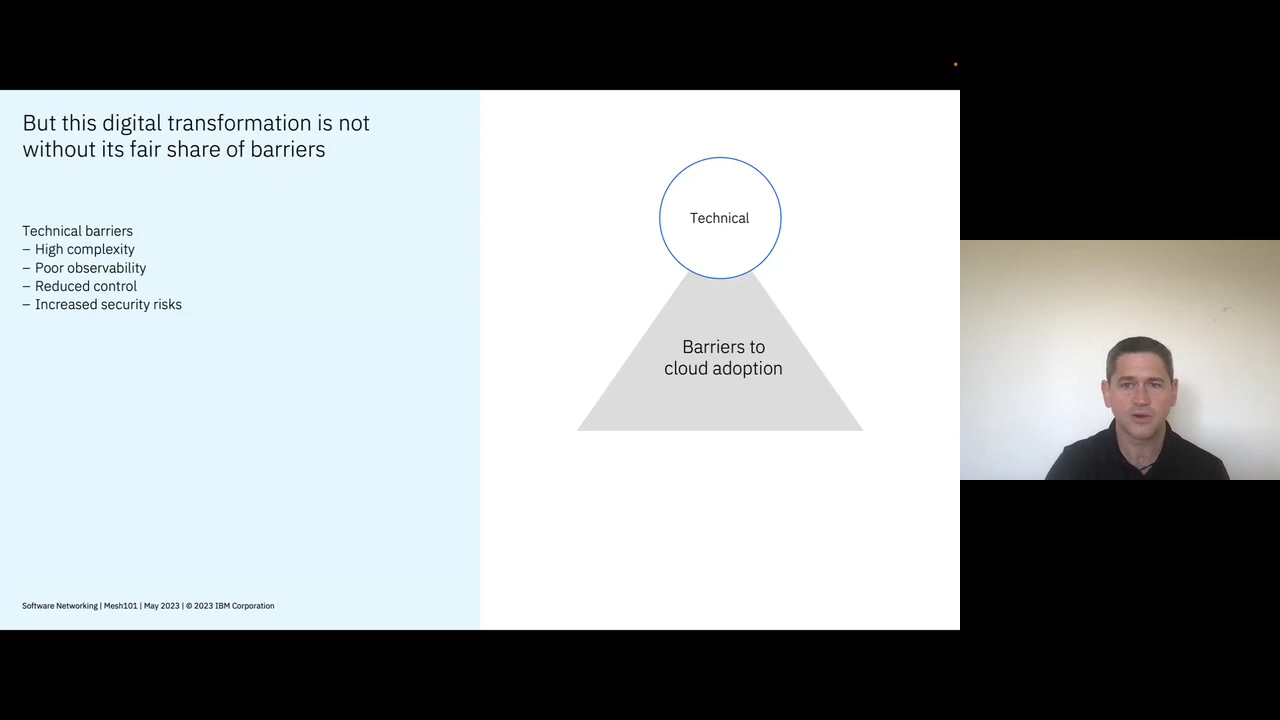 But this digital transformation is not
without its fair share of barriers
Technical barriers
– High complexity
– Poor observability
– Reduced control
– Increased security risks
Technical
Barriers to
cloud adoption
Software Networking | Mesh101 | May 2023 | © 2023 IBM Corporation